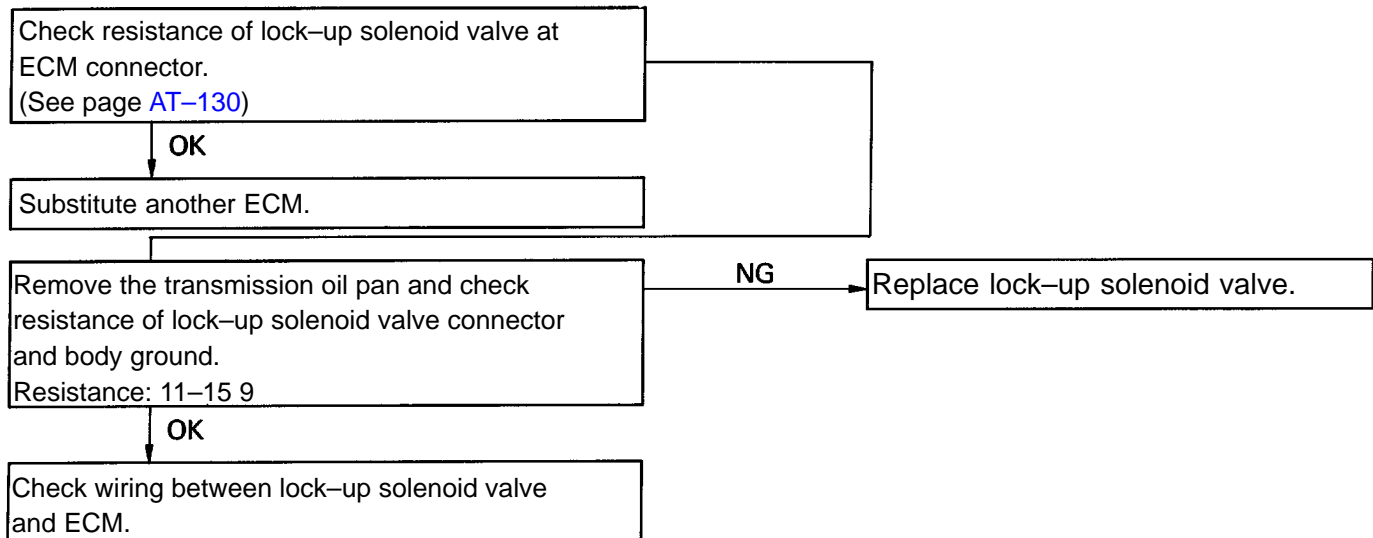 Check resistance of lock–up solenoid valve at
ECM connector.
(See page AT–130)
OK
Substitute another ECM.
Remove the transmission oil pan and check
resistance of lock–up solenoid valve connector
and body ground.
Resistance: 11–15 9
NG
Replace lock–up solenoid valve.
OK
Check wiring between lock–up solenoid valve
and ECM.